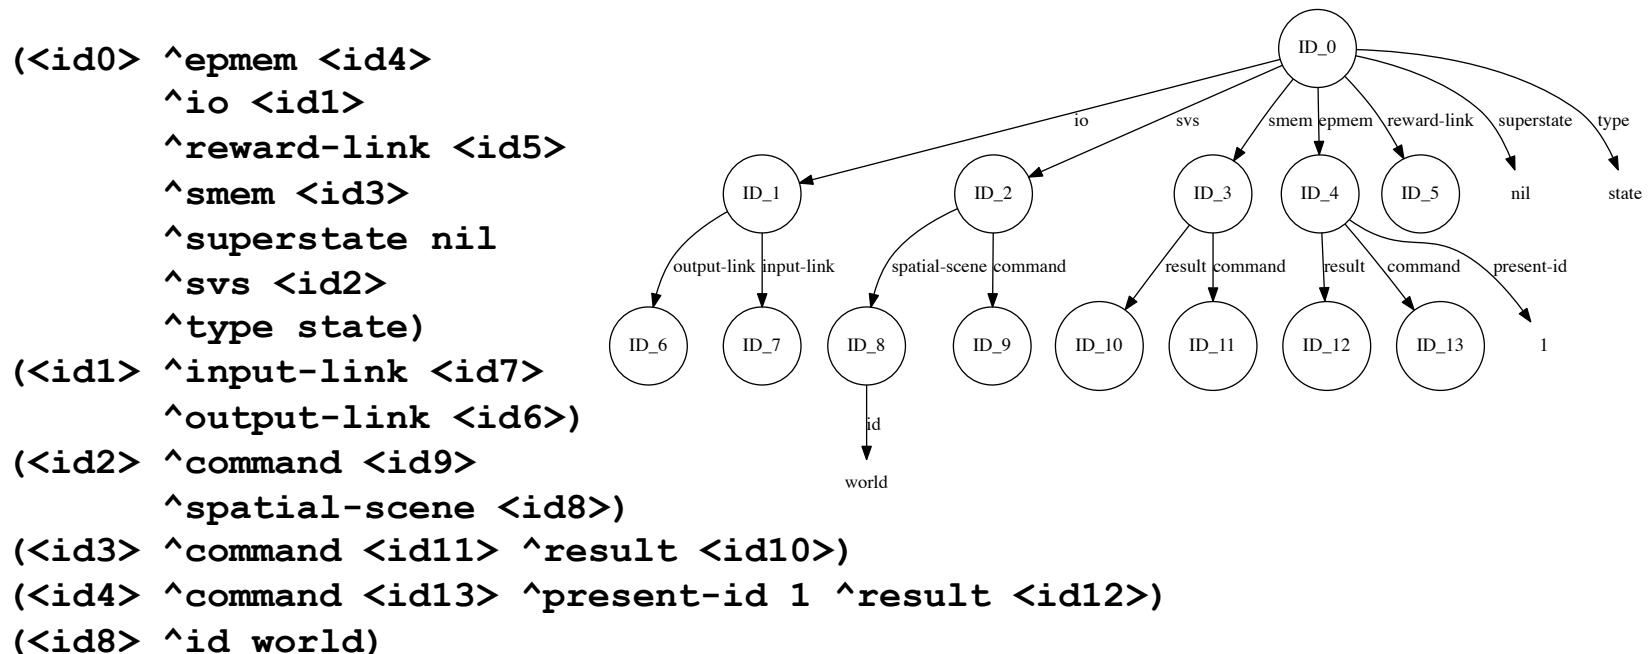 (<id0> ^epmem <id4>
^io <id1>
^reward-link <id5>
^smem <id3>
^superstate nil
^svs <id2>
^type state)
(<id1> ^input-link <id7>
^output-link <id6>)
(<id2> ^command <id9>
^spatial-scene <id8>)
(<id3> ^command <id11> ^result <id10>)
(<id4> ^command <id13> ^present-id 1 ^result <id12>)
(<id8> ^id world)
ID_0
io svs smem epmem reward-link superstate type
ID_1 ID_2 ID_3 ID_4 ID_5 nil state
output-link input-link spatial-scene command result command result command present-id
ID_6 ID_7 ID_8 ID_9 ID_10 ID_11 ID_12 ID_13 1
id
world